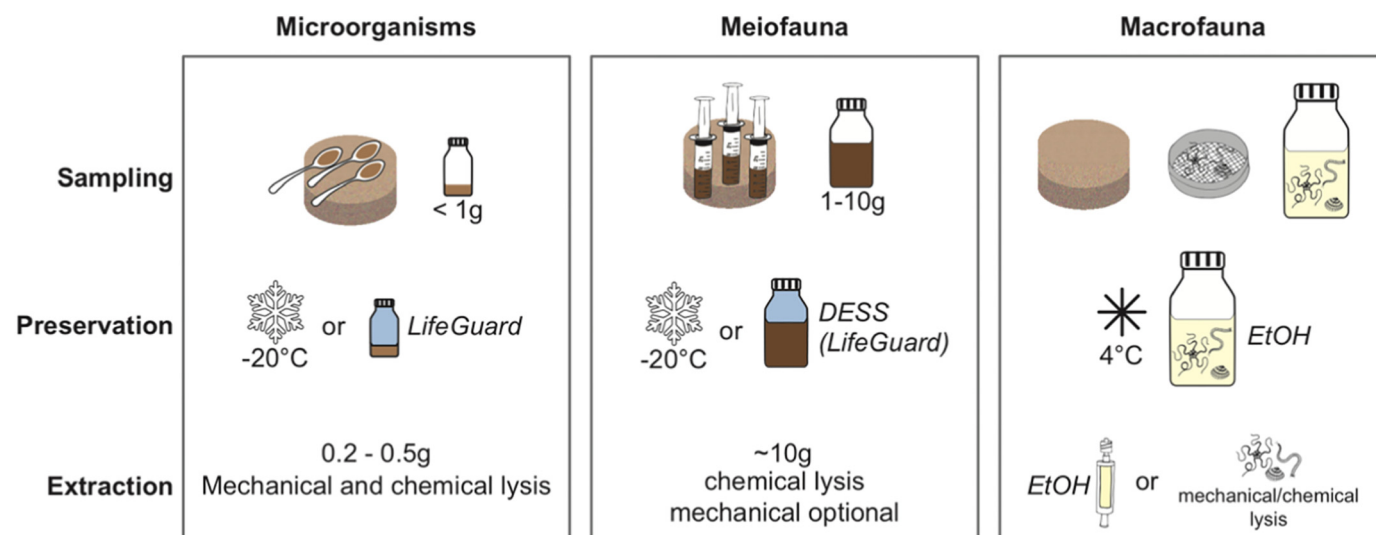 Microorganisms
Meiofauna
Macrofauna
Sampling
< 1g
1-10g
Preservation
-20°C
or
LifeGuard
-20°C
or
DESS
(LifeGuard)
4°C
EtOH
Extraction
0.2 - 0.5g
Mechanical and chemical lysis
~10g
chemical lysis
mechanical optional
EtOH
or
mechanical/chemical
lysis